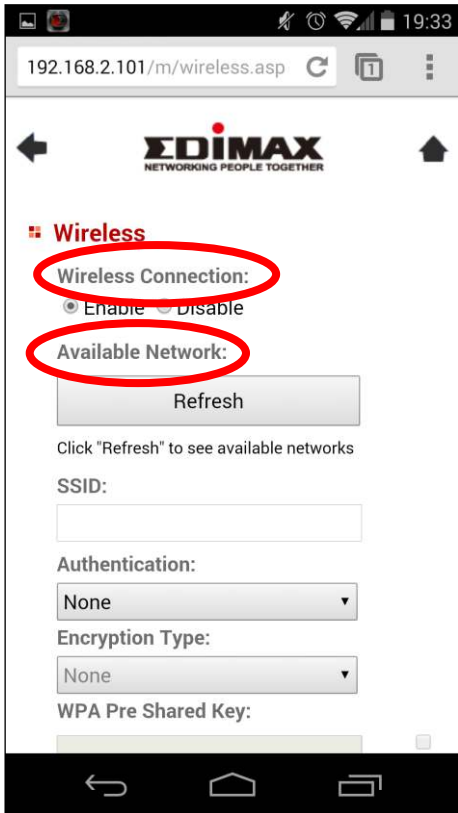 19:33
192.168.2.101/m/wireless.asp 1
EDIMAX
NETWORKING PEOPLE TOGETHER
Wireless
Wireless Connection:
Enable Disable
Available Network:
Refresh
Click "Refresh" to see available networks
SSID:
Authentication:
None
Encryption Type:
None
WPA Pre Shared Key: